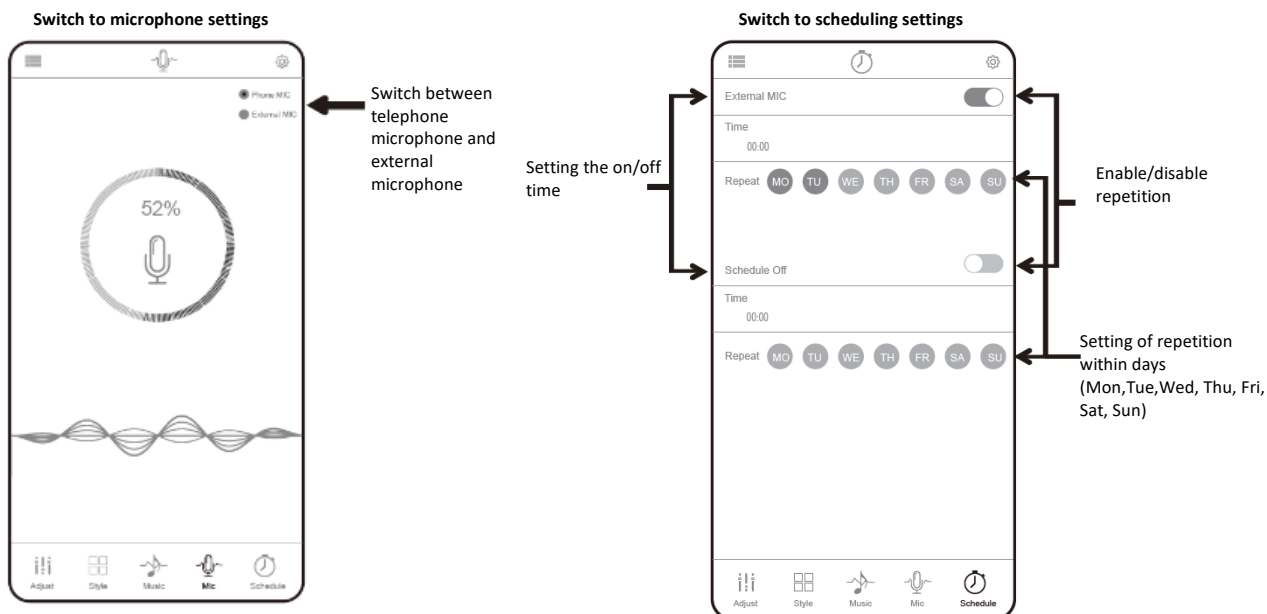 Switch to microphone settings
Phone MIC
External MIC
52%
Adjust
Style
Music
Mic
Schedule
Switch between
telephone
microphone and
external
microphone
Switch to scheduling settings
External MIC
Time
00:00
Repeat MO TU WE TH FR SA SU
Schedule Off
Time
00:00
Repeat MO TU WE TH FR SA SU
Adjust
Style
Music
Mic
Schedule
Setting the on/off
time
Enable/disable
repetition
Setting of repetition
within days
(Mon,Tue,Wed, Thu, Fri,
Sat, Sun)